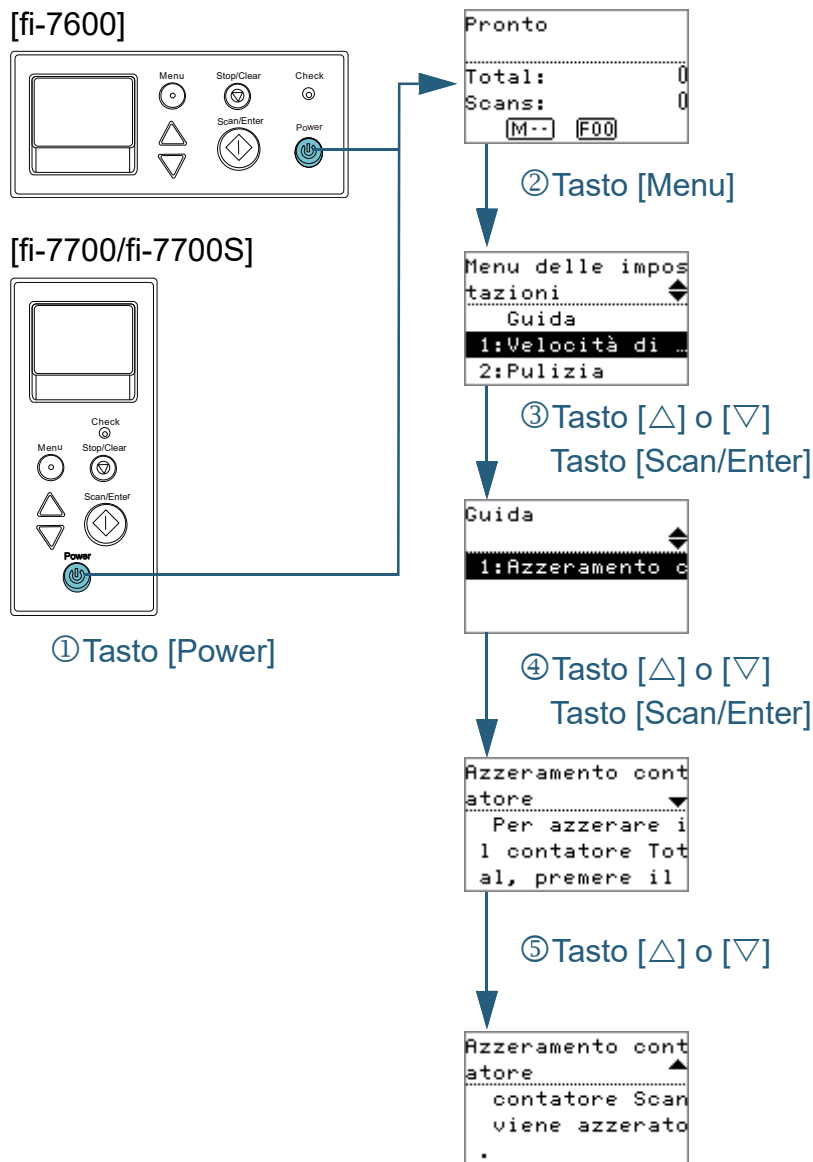 [fi-7600]
Menu
Stop/Clear
Check
Scan/Enter
Power
[fi-7700/fi-7700S]
Check
Menu
Stop/Clear
Scan/Enter
Power
①Tasto [Power]
Pronto
Total: 0
Scans: 0
M-- F00
②Tasto [Menu]
Menu delle impos
tazioni
Guida
1:Velocità di …
2:Pulizia
③Tasto [△] o [▽]
Tasto [Scan/Enter]
Guida
1:Azzeramento c
④Tasto [△] o [▽]
Tasto [Scan/Enter]
Azzeramento cont
atore
Per azzerare i
l contatore Tot
al, premere il
⑤Tasto [△] o [▽]
Azzeramento cont
atore
contatore Scan
viene azzerato
.